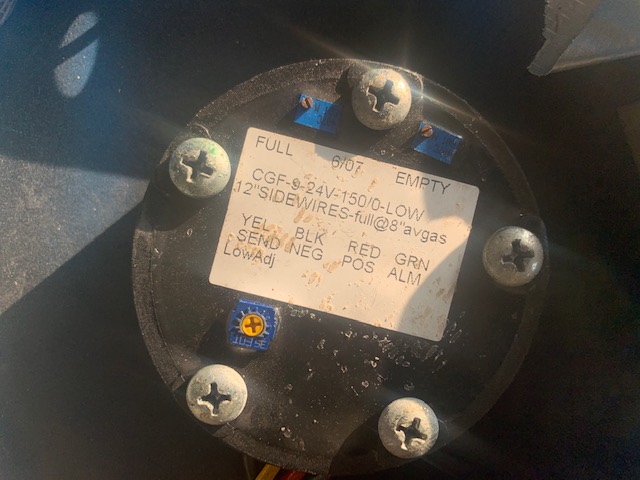 FULL 6/07 EMPTY
CGF-9-24V-150/0-LOW
12"SIDEWIRES-full@8"avgas
YEL BLK RED GRN
SEND NEG POS ALM
LowAdj